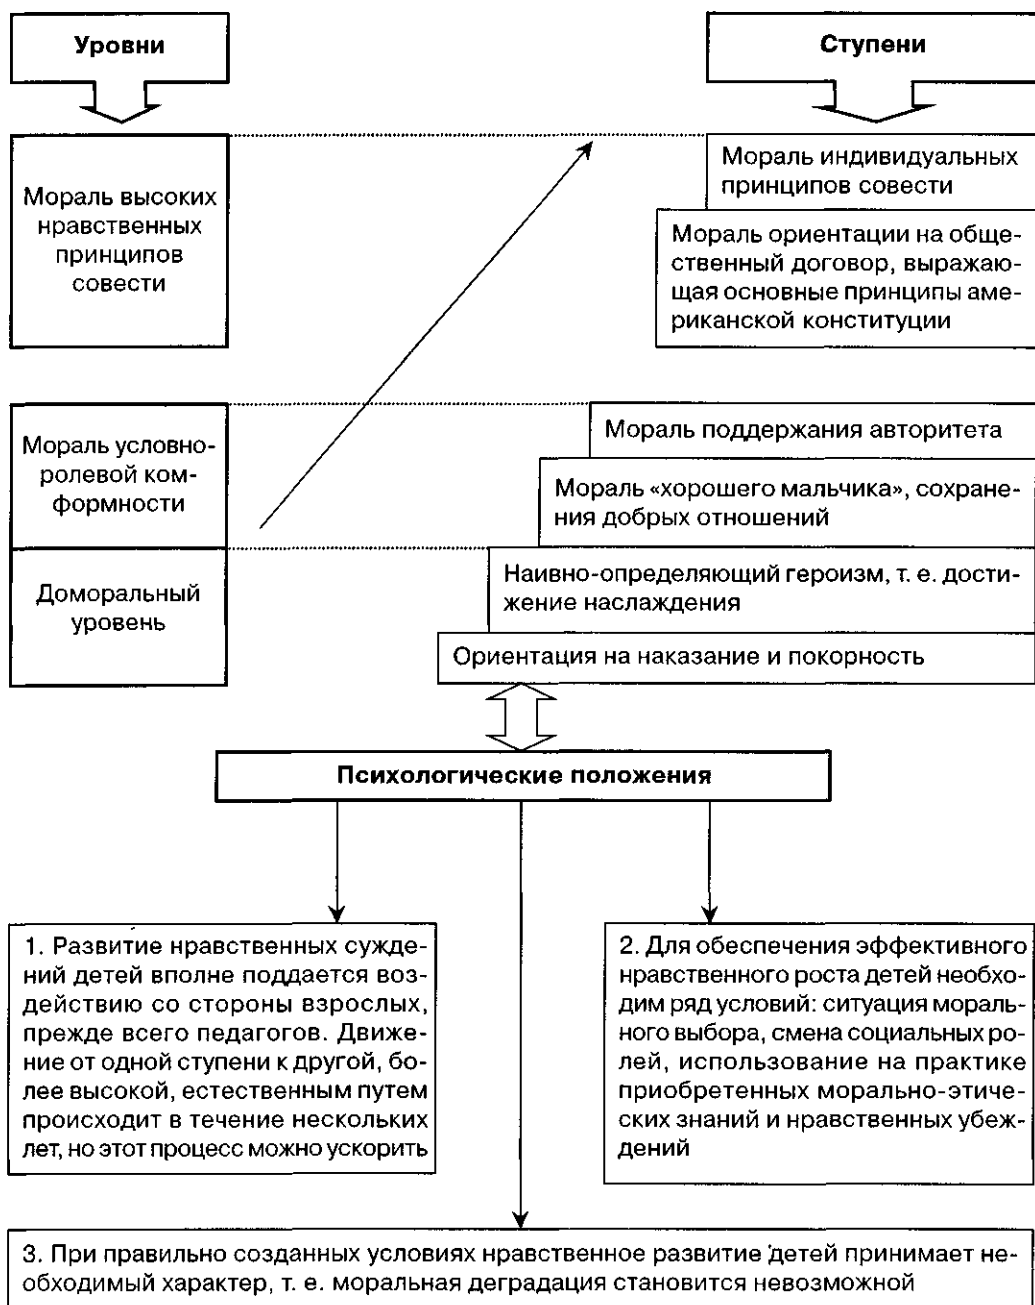 Уровни
Ступени
Мораль высоких
нравственных
принципов
совести
Мораль индивидуальных
принципов совести
Мораль ориентации на обще-
ственный договор, выражаю-
щая основные принципы аме-
риканской конституции
Мораль условно-
ролевой ком-
формности
Мораль поддержания авторитета
Мораль «хорошего мальчика», сохране-
ния добрых отношений
Доморальный
уровень
Наивно-определяющий героизм, т. е. дости-
жение наслаждения
Ориентация на наказание и покорность
Психологические положения
1. Развитие нравственных сужде-
ний детей вполне поддается воз-
действию со стороны взрослых,
прежде всего педагогов. Движе-
ние от одной ступени к другой, бо-
лее высокой, естественным путем
происходит в течение нескольких
лет, но этот процесс можно ускорить
2. Для обеспечения эффективного
нравственного роста детей необхо-
дим ряд условий: ситуация мораль-
ного выбора, смена социальных ро-
лей, использование на практике
приобретенных морально-этиче-
ских знаний и нравственных убеж-
дений
3. При правильно созданных условиях нравственное развитие детей принимает не-
обходимый характер, т. е. моральная деградация становится невозможной